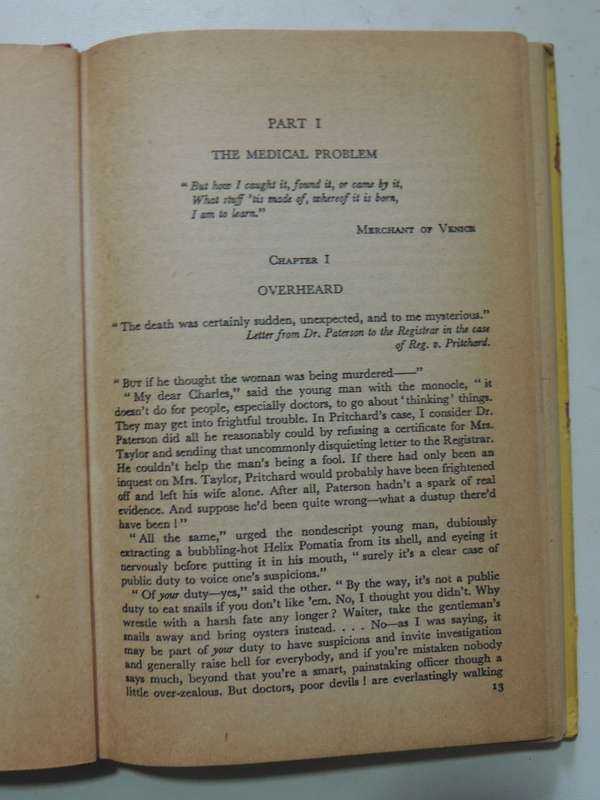 PART I
THE MEDICAL PROBLEM
“ But how I caught it, found it, or came by it,
What stuff ’tis made of, whereof it is born,
I am to learn.”
Merchant of Venice
Chapter I
OVERHEARD
“ The death was certainly sudden, unexpected, and to me mysterious.”
Letter from Dr. Paterson to the Registrar in the case
of Reg. v. Pritchard.
“But if he thought the woman was being murdered——”
“ My dear Charles,” said the young man with the monocle, “ it
doesn’t do for people, especially doctors, to go about ‘ thinking’ things.
They may get into frightful trouble. In Pritchard’s case, I consider Dr.
Paterson did all he reasonably could by refusing a certificate for Mrs.
Taylor and sending that uncommonly disquieting letter to the Registrar.
He couldn’t help the man’s being a fool. If there had only been an
inquest on Mrs. Taylor, Pritchard would probably have been frightened
off and left his wife alone. After all, Paterson hadn’t a spark of real
evidence. And suppose he’d been quite wrong—what a dustup there’d
have been ! ”
“ All the same,” urged the nondescript young man, dubiously
extracting a bubbling-hot Helix Pomatia from its shell, and eyeing it
nervously before putting it in his mouth, “ surely it’s a clear case of
public duty to voice one’s suspicions.”
“ Of your duty—yes,” said the other. “ By the way, it’s not a public
duty to eat snails if you don’t like ’em. No, I thought you didn’t. Why
wrestle with a harsh fate any longer ? Waiter, take the gentleman’s
snails away and bring oysters instead. . . . No—as I was saying, it
may be part of your duty to have suspicions and invite investigation
and generally raise hell for everybody, and if you’re mistaken nobody
says much, beyond that you’re a smart, painstaking officer though a
little over-zealous. But doctors, poor devils ! are everlastingly walking
13